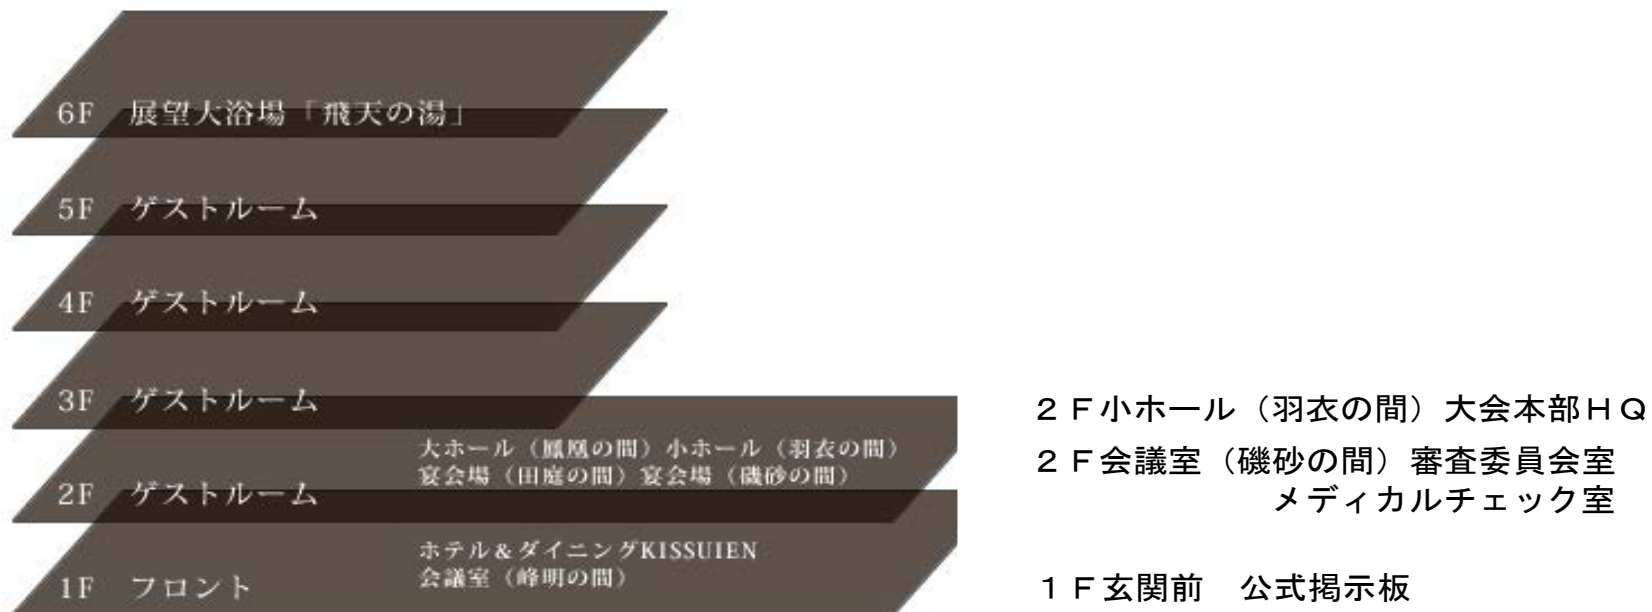 6F 展望大浴場「飛天の湯」
5F ゲストルーム
4F ゲストルーム
3F ゲストルーム
2F ゲストルーム
大ホール（鳳凰の間）小ホール（羽衣の間）
宴会場（田庭の間）宴会場（磯砂の間）
1F フロント
ホテル＆ダイニングKISSUIEN
会議室（峰明の間）
２Ｆ小ホール（羽衣の間）大会本部ＨＱ
２Ｆ会議室（磯砂の間）審査委員会室
メディカルチェック室
１Ｆ玄関前　公式掲示板